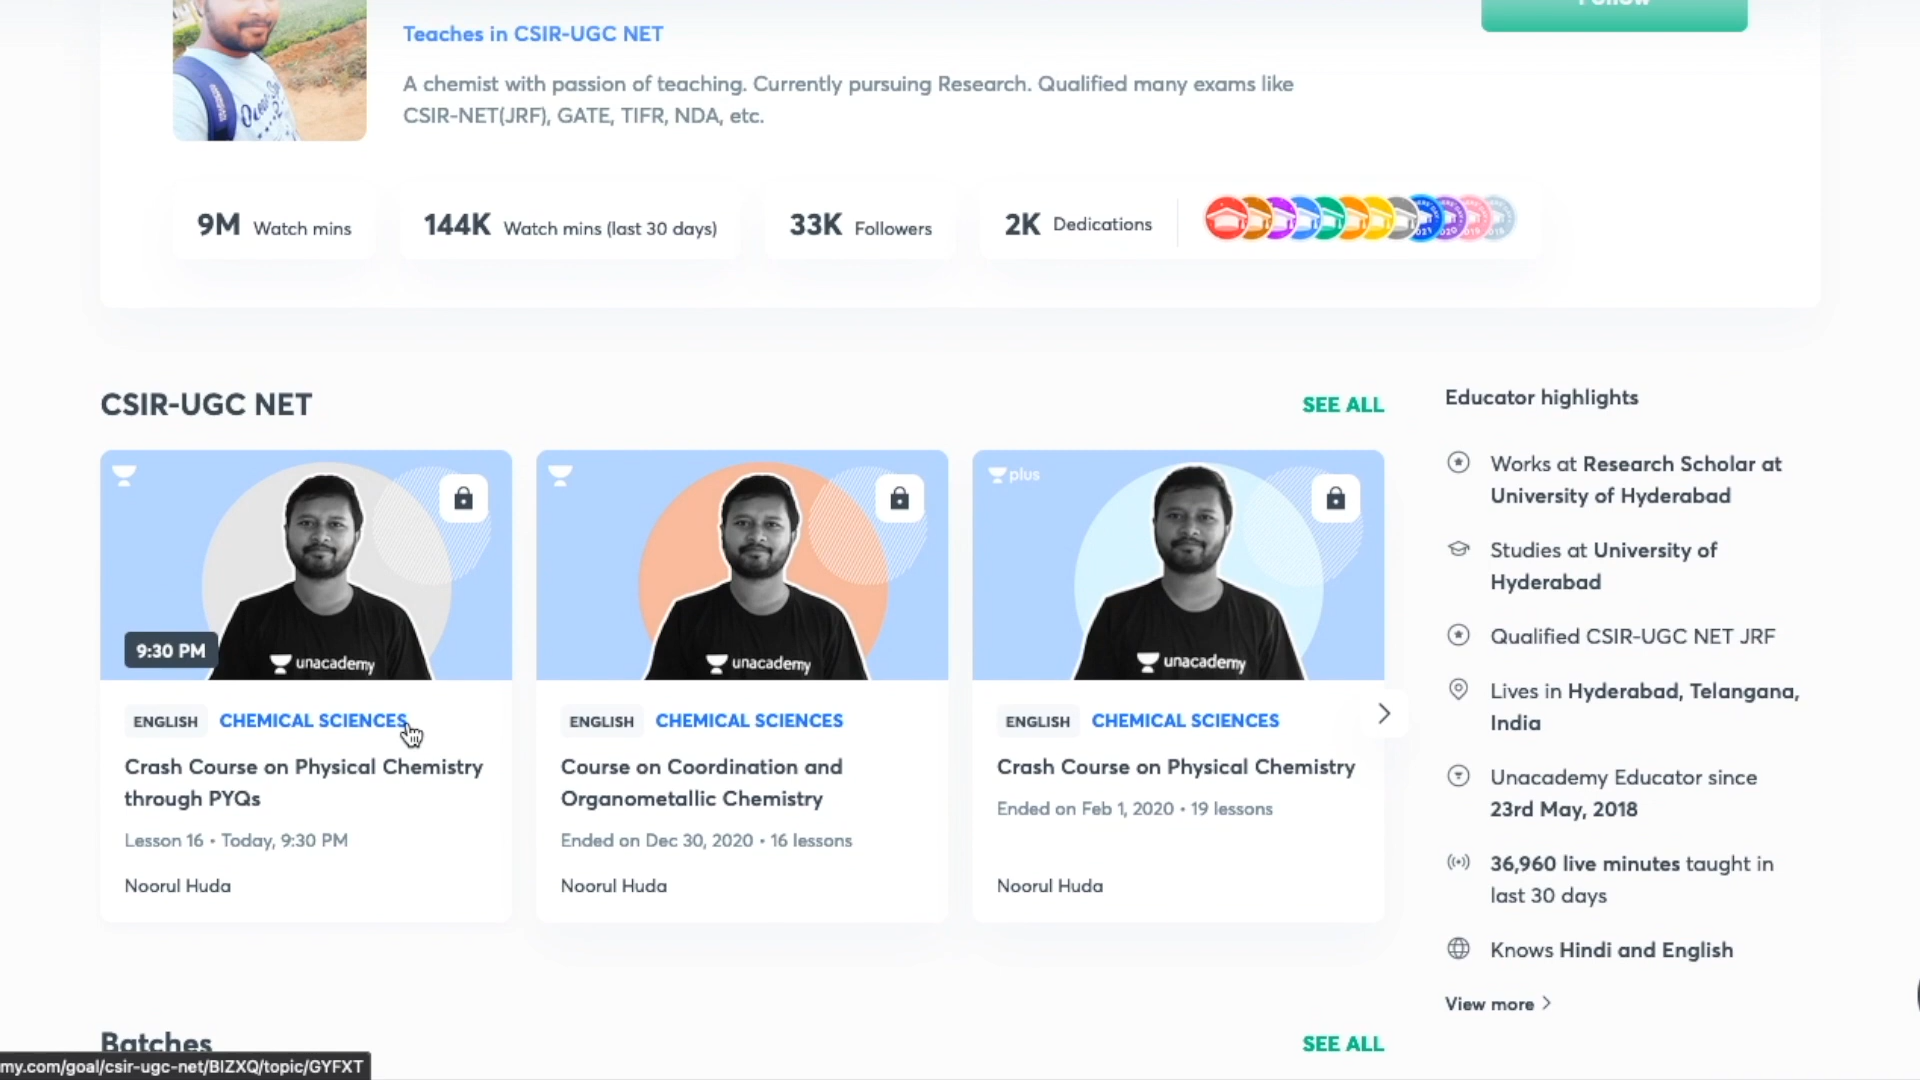 Follow
Teaches in CSIR-UGC NET
A chemist with passion of teaching. Currently pursuing Research. Qualified many exams like
CSIR-NET(JRF), GATE, TIFR, NDA, etc.
9M Watch mins
144K Watch mins (last 30 days)
33K Followers
2K Dedications
CSIR-UGC NET
SEE ALL
unacademy
9:30 PM
ENGLISH CHEMICAL SCIENCES
Crash Course on Physical Chemistry
through PYQs
Lesson 16 • Today, 9:30 PM
Noorul Huda
unacademy
ENGLISH CHEMICAL SCIENCES
Course on Coordination and
Organometallic Chemistry
Ended on Dec 30, 2020 • 16 lessons
Noorul Huda
plus
unacademy
ENGLISH CHEMICAL SCIENCES
Crash Course on Physical Chemistry
Ended on Feb 1, 2020 • 19 lessons
Noorul Huda
Educator highlights
Works at Research Scholar at
University of Hyderabad
Studies at University of
Hyderabad
Qualified CSIR-UGC NET JRF
Lives in Hyderabad, Telangana,
India
Unacademy Educator since
23rd May, 2018
36,960 live minutes taught in
last 30 days
Knows Hindi and English
View more
Batches
SEE ALL
my.com/goal/csir-ugc-net/BIZXQ/topic/GYFXT